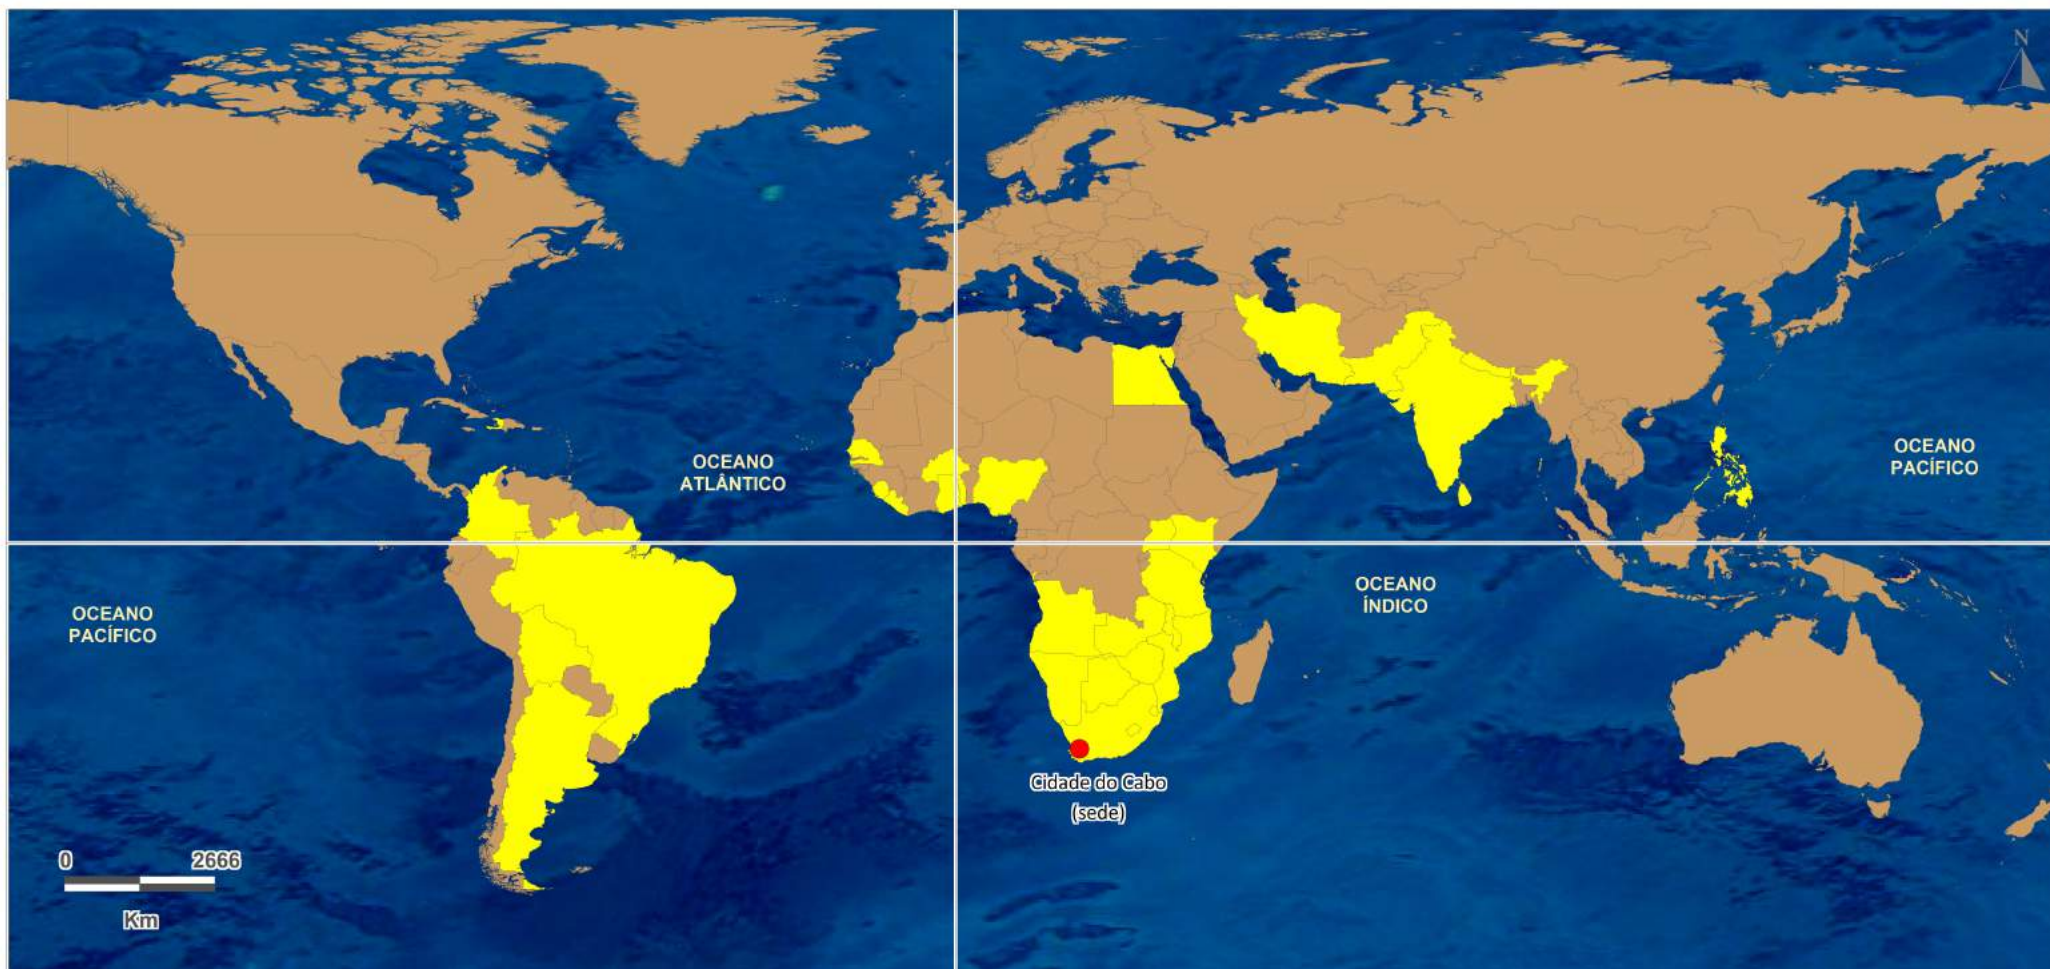 N
OCEANO
ATLÂNTICO
OCEANO
PACÍFICO
OCEANO
PACÍFICO
OCEANO
ÍNDICO
Cidade do Cabo
(sede)
0 2666
Km